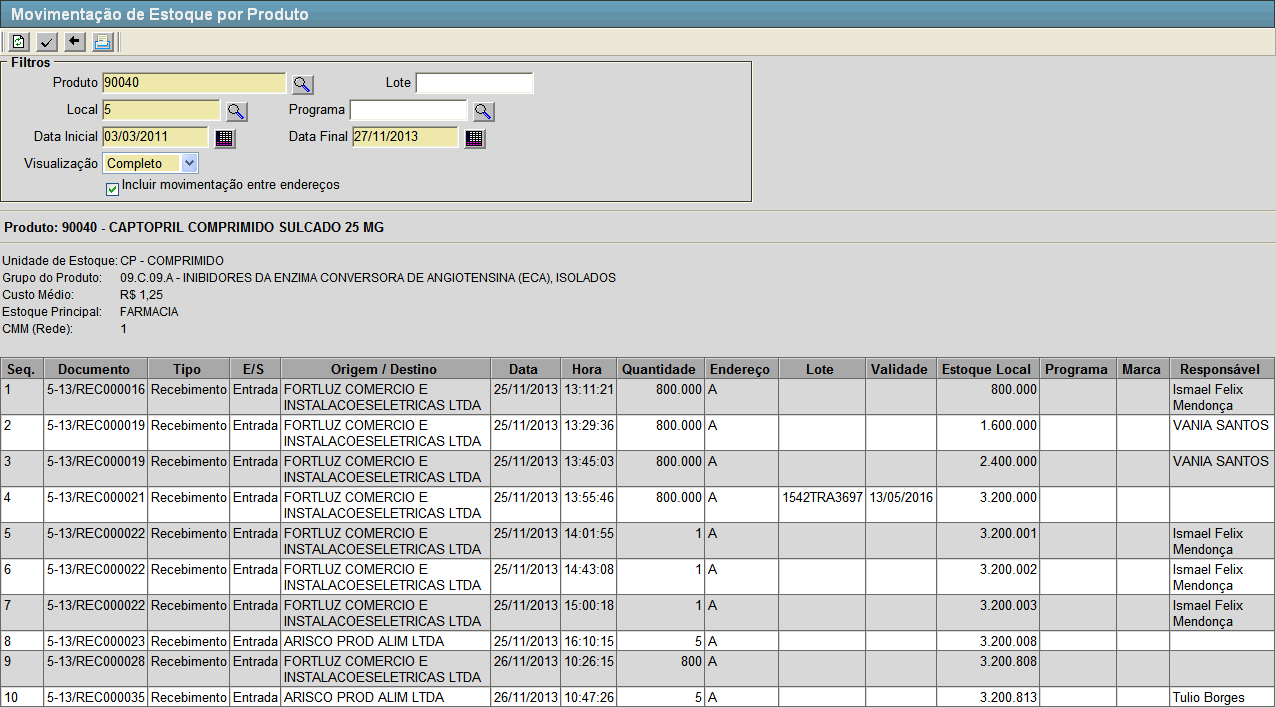 Movimentação de Estoque por Produto
Filtros
Produto 90040 Lote
Local 5 Programa
Data Inicial 03/03/2011 Data Final 27/11/2013
Visualização Completo
Incluir movimentação entre endereços
Produto: 90040 - CAPTOPRIL COMPRIMIDO SULCADO 25 MG
Unidade de Estoque: CP - COMPRIMIDO
Grupo do Produto: 09.C.09.A - INIBIDORES DA ENZIMA CONVERSORA DE ANGIOTENSINA (ECA), ISOLADOS
Custo Médio: R$ 1,25
Estoque Principal: FARMACIA
CMM (Rede): 1
Seq. Documento Tipo E/S Origem / Destino Data Hora Quantidade Endereço Lote Validade Estoque Local Programa Marca Responsável
1 5-13/REC000016 Recebimento Entrada FORTLUZ COMERCIO E 25/11/2013 13:11:21 800.000 A 800.000 Ismael Felix
INSTALACOESELETRICAS LTDA Mendonça
2 5-13/REC000019 Recebimento Entrada FORTLUZ COMERCIO E 25/11/2013 13:29:36 800.000 A 1.600.000 VANIA SANTOS
INSTALACOESELETRICAS LTDA
3 5-13/REC000019 Recebimento Entrada FORTLUZ COMERCIO E 25/11/2013 13:45:03 800.000 A 2.400.000 VANIA SANTOS
INSTALACOESELETRICAS LTDA
4 5-13/REC000021 Recebimento Entrada FORTLUZ COMERCIO E 25/11/2013 13:55:46 800.000 A 1542TRA3697 13/05/2016 3.200.000
INSTALACOESELETRICAS LTDA
5 5-13/REC000022 Recebimento Entrada FORTLUZ COMERCIO E 25/11/2013 14:01:55 1 A 3.200.001 Ismael Felix
INSTALACOESELETRICAS LTDA Mendonça
6 5-13/REC000022 Recebimento Entrada FORTLUZ COMERCIO E 25/11/2013 14:43:08 1 A 3.200.002 Ismael Felix
INSTALACOESELETRICAS LTDA Mendonça
7 5-13/REC000022 Recebimento Entrada FORTLUZ COMERCIO E 25/11/2013 15:00:18 1 A 3.200.003 Ismael Felix
INSTALACOESELETRICAS LTDA Mendonça
8 5-13/REC000023 Recebimento Entrada ARISCO PROD ALIM LTDA 25/11/2013 16:10:15 5 A 3.200.008
9 5-13/REC000028 Recebimento Entrada FORTLUZ COMERCIO E 26/11/2013 10:26:15 800 A 3.200.808
INSTALACOESELETRICAS LTDA
10 5-13/REC000035 Recebimento Entrada ARISCO PROD ALIM LTDA 26/11/2013 10:47:26 5 A 3.200.813 Tulio Borges